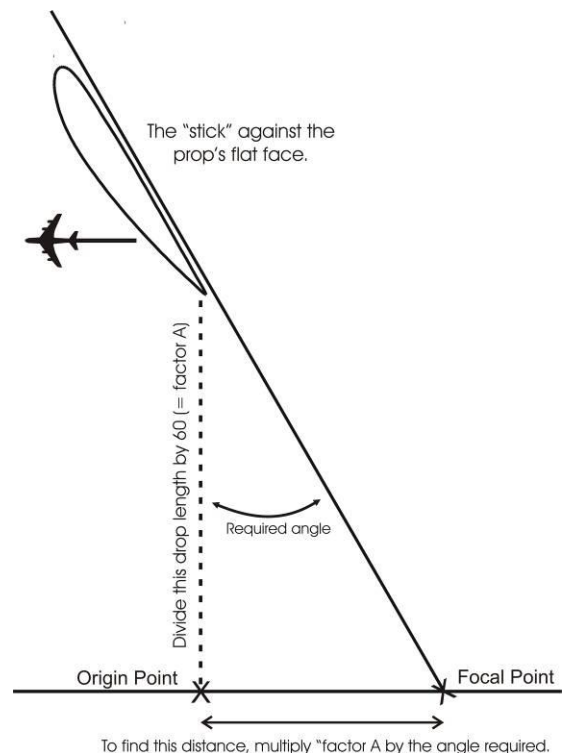 The "stick" against the
prop's flat face.
Divide this drop length by 60 (= factor A)
Required angle
Origin Point
Focal Point
To find this distance, multiply "factor A by the angle required.